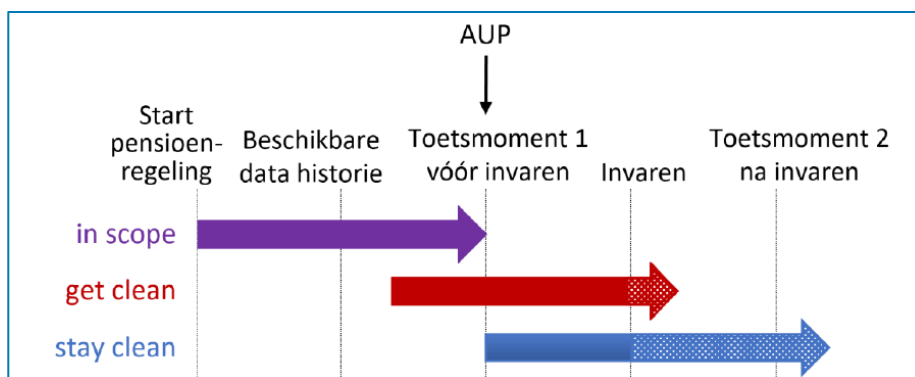 AUP
Start
pensioen-
regeling
Beschikbare
data historie
Toetsmoment 1
vóór invaren
Invaren
Toetsmoment 2
na invaren
in scope
get clean
stay clean